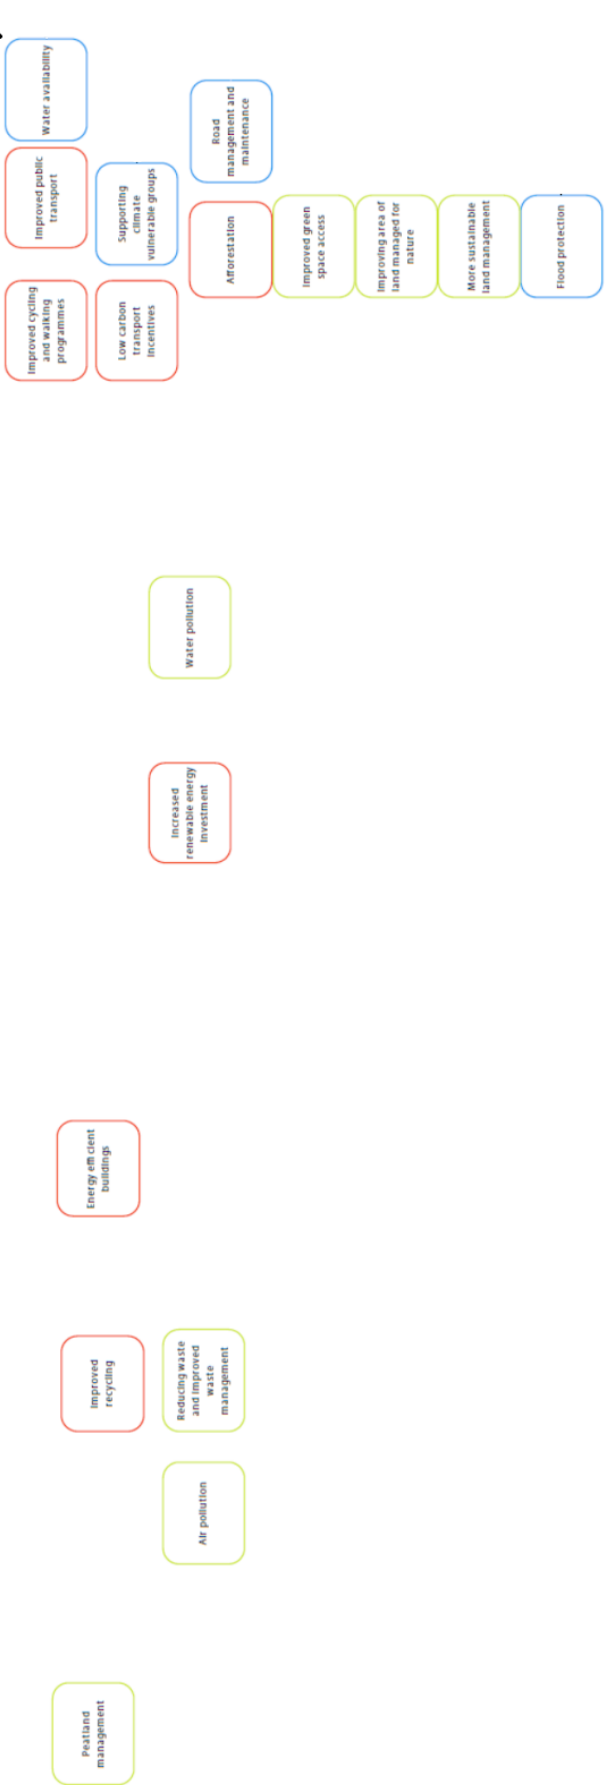 Water availability
Improved public
transport
Improved cycling
and walking
programmes
Supporting
climate
vulnerable groups
Low carbon
transport
incentives
Road
management and
maintenance
Afforestation
Improved green
space access
Improving area of
land managed for
nature
More sustainable
land management
Flood protection
Water pollution
Increased
renewable energy
investment
Energy efficient
buildings
Improved
recycling
Reducing waste
and improved
waste
management
Air pollution
Peatland
management